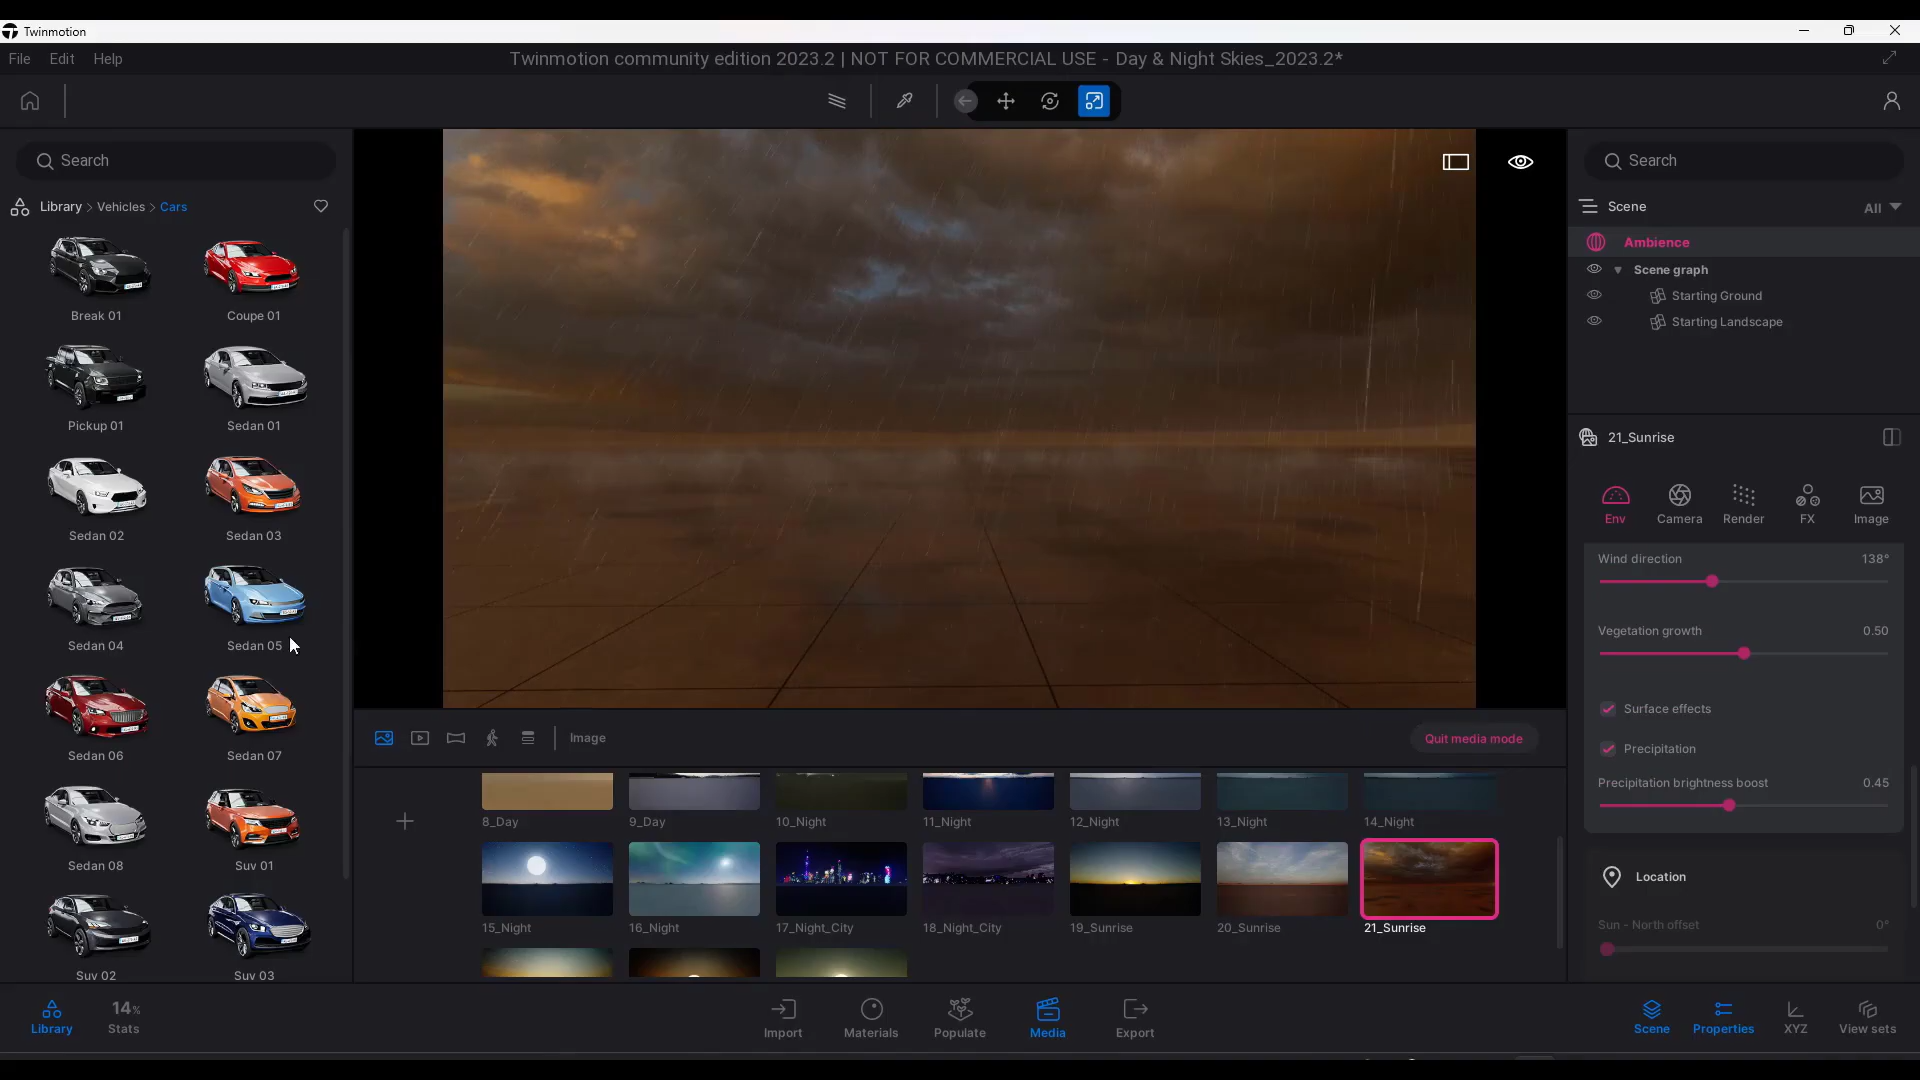 Twinmotion
File Edit Help
Twinmotion community edition 2023.2 | NOT FOR COMMERCIAL USE - Day & Night Skies_2023.2*
Search
Library > Vehicles > Cars
Break 01
Coupe 01
Pickup 01
Sedan 01
Sedan 02
Sedan 03
Sedan 04
Sedan 05
Sedan 06
Sedan 07
Sedan 08
Suv 01
Suv 02
Suv 03
Image
Quit media mode
8_Day
9_Day
10_Night
11_Night
12_Night
13_Night
14_Night
15_Night
16_Night
17_Night_City
18_Night_City
19_Sunrise
20_Sunrise
21_Sunrise
Search
Scene
All
Ambience
Scene graph
Starting Ground
Starting Landscape
21_Sunrise
Env
Camera
Render
FX
Image
Wind direction 138°
Vegetation growth 0.50
Surface effects
Precipitation
Precipitation brightness boost 0.45
Location
Sun - North offset 0°
Library
14%
Stats
Import
Materials
Populate
Media
Export
Scene
Properties
XYZ
View sets